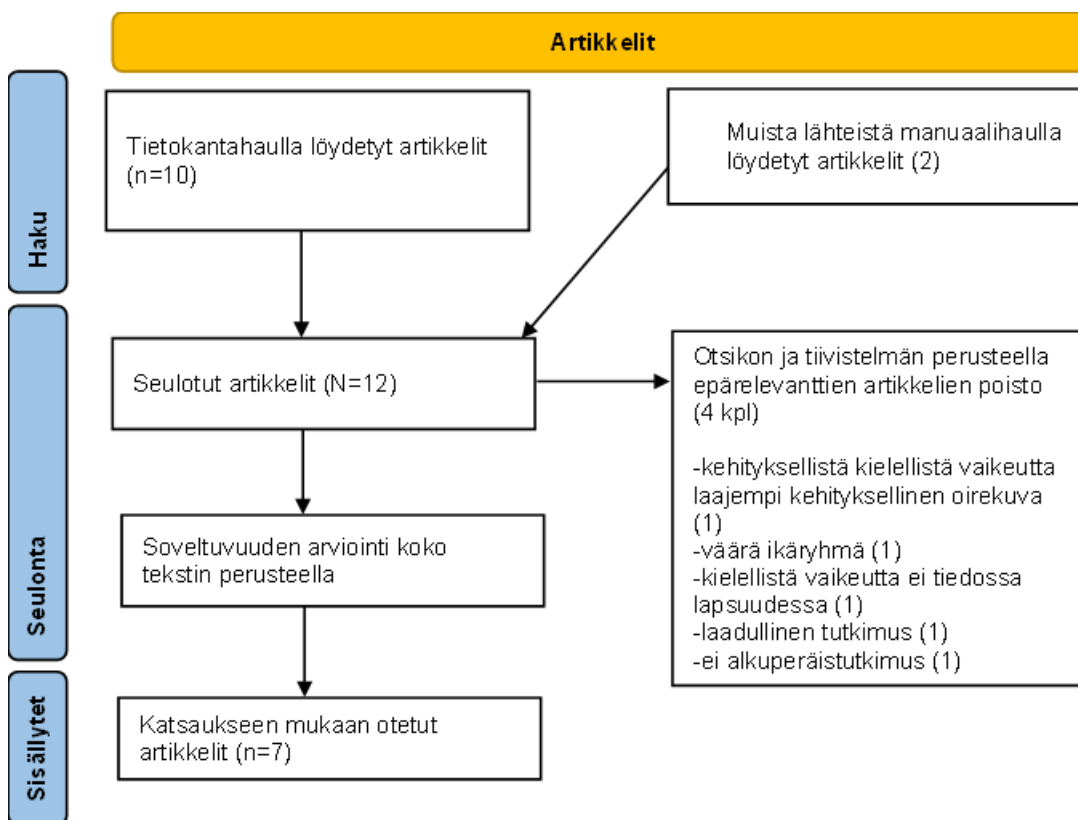 Artikkelit
Haku
Tietokantahaulla löydetyt artikkelit
(n=10)
Muista lähteistä manuaalihaulla
löydetyt artikkelit (2)
Seulonta
Seulotut artikkelit (N=12)
Otsikon ja tiivistelmän perusteella
epärelevanttien artikkelien poisto
(4 kpl)
-kehityksellistä kielellistä vaikeutta
laajempi kehityksellinen oirekuva
(1)
-väärä ikäryhmä (1)
-kielellistä vaikeutta ei tiedossa
lapsuudessa (1)
-laadullinen tutkimus (1)
-ei alkuperäistutkimus (1)
Soveltuvuuden arviointi koko
tekstin perusteella
Sisällytet
Katsaukseen mukaan otetut
artikkelit (n=7)